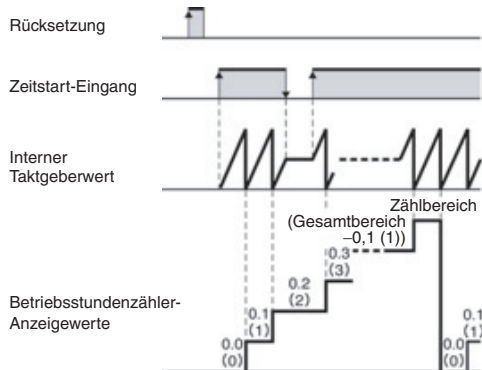 Rücksetzung
Zeitstart-Eingang
Interner
Taktgeberwert
Zählbereich
(Gesamtbereich
–0,1 (1))
0.3
(3)
0.2
(2)
Betriebsstundenzähler-
Anzeigewerte
0.1
(1)
0.1
(1)
0.0
(0)
0.0
(0)